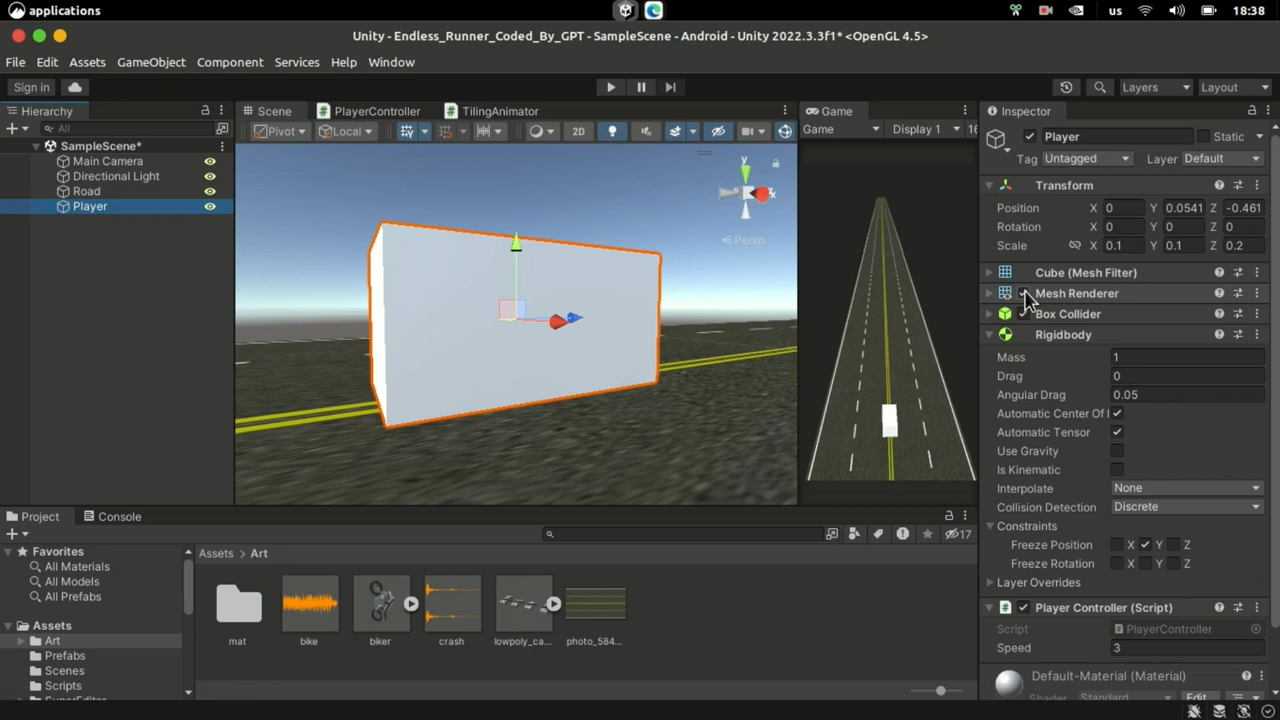 applications
us
18:38
Unity - Endless_Runner_Coded_By_GPT - SampleScene - Android - Unity 2022.3.3f1* <OpenGL 4.5>
File Edit Assets GameObject Component Services Help Window
Sign in
Layers
Layout
Hierarchy
All
SampleScene*
Main Camera
Directional Light
Road
Player
Scene
PlayerController
TilingAnimator
Pivot
Local
2D
y
x
Persp
Game
Game
Display 1
16
Inspector
Player
Static
Tag Untagged Layer Default
Transform
Position X 0 Y 0.0541 Z -0.461
Rotation X 0 Y 0 Z 0
Scale X 0.1 Y 0.1 Z 0.2
Cube (Mesh Filter)
Mesh Renderer
Box Collider
Rigidbody
Mass 1
Drag 0
Angular Drag 0.05
Automatic Center Of
Automatic Tensor
Use Gravity
Is Kinematic
Interpolate None
Collision Detection Discrete
Constraints
Freeze Position X Y Z
Freeze Rotation X Y Z
Layer Overrides
Player Controller (Script)
Script PlayerController
Speed 3
Default-Material (Material)
Shader Standard Edit
Project
Console
17
Favorites
All Materials
All Models
All Prefabs
Assets
Art
Prefabs
Scenes
Scripts
SuperEditor
Assets > Art
mat
bike
biker
crash
lowpoly_ca...
photo_584...